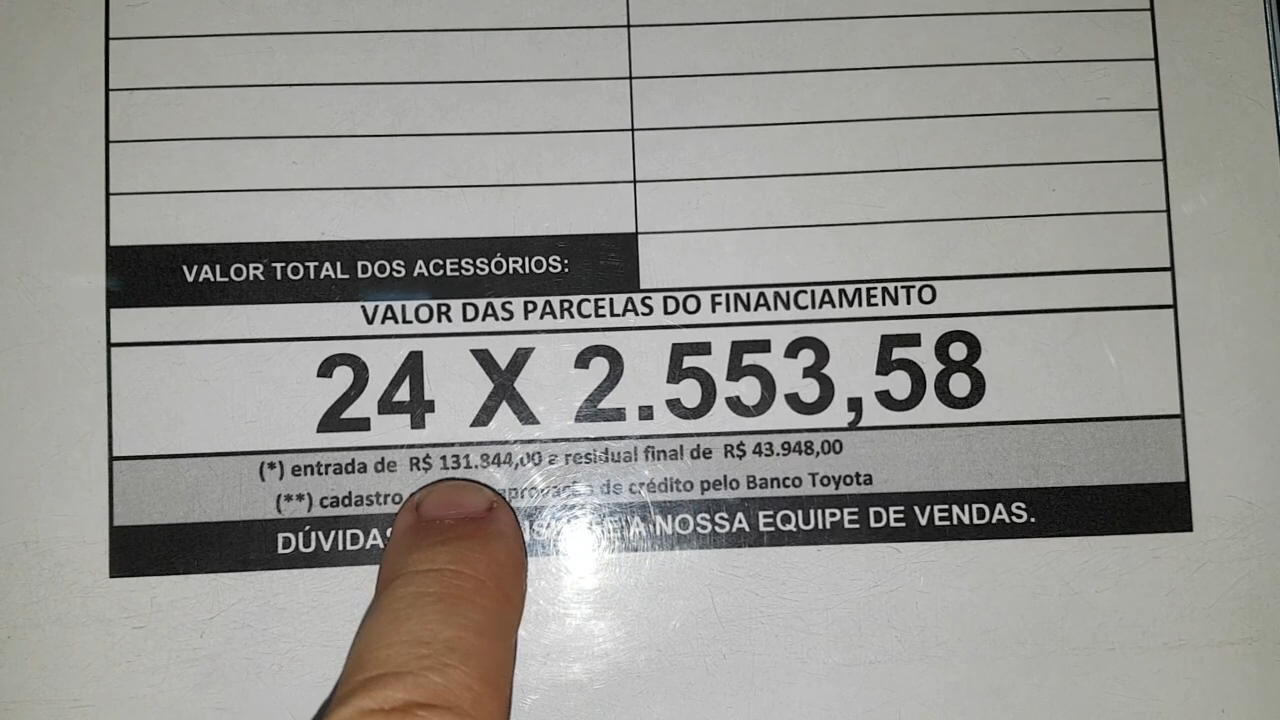 VALOR TOTAL DOS ACESSÓRIOS:
VALOR DAS PARCELAS DO FINANCIAMENTO
24 X 2.553,58
(*) entrada de R$ 131.844,00 e residual final de R$ 43.948,00
(**) cadastro aprovação de crédito pelo Banco Toyota
DÚVIDAS A NOSSA EQUIPE DE VENDAS.